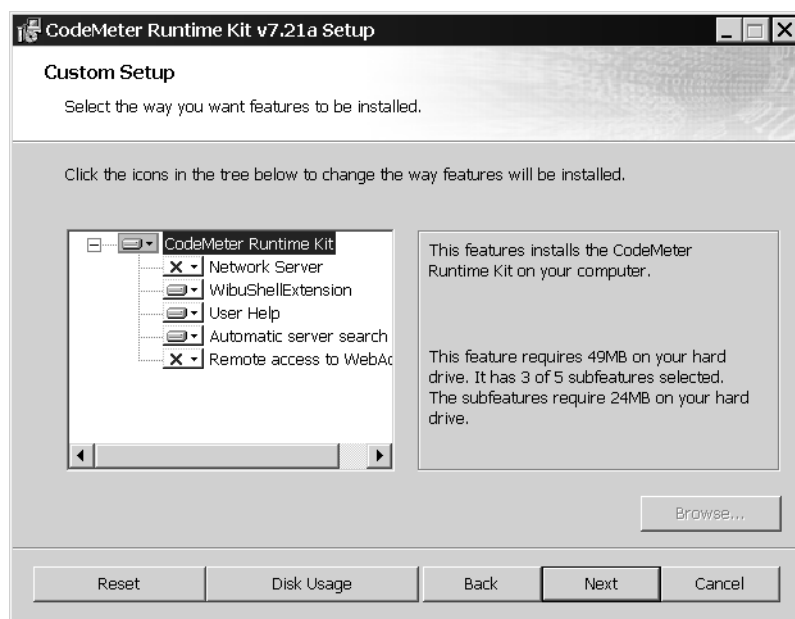 CodeMeter Runtime Kit v7.21a Setup
Custom Setup
Select the way you want features to be installed.
Click the icons in the tree below to change the way features will be installed.
CodeMeter Runtime Kit
Network Server
WibuShellExtension
User Help
Automatic server search
Remote access to WebAd
This features installs the CodeMeter
Runtime Kit on your computer.
This feature requires 49MB on your hard
drive. It has 3 of 5 subfeatures selected.
The subfeatures require 24MB on your hard
drive.
Browse...
Reset
Disk Usage
Back
Next
Cancel